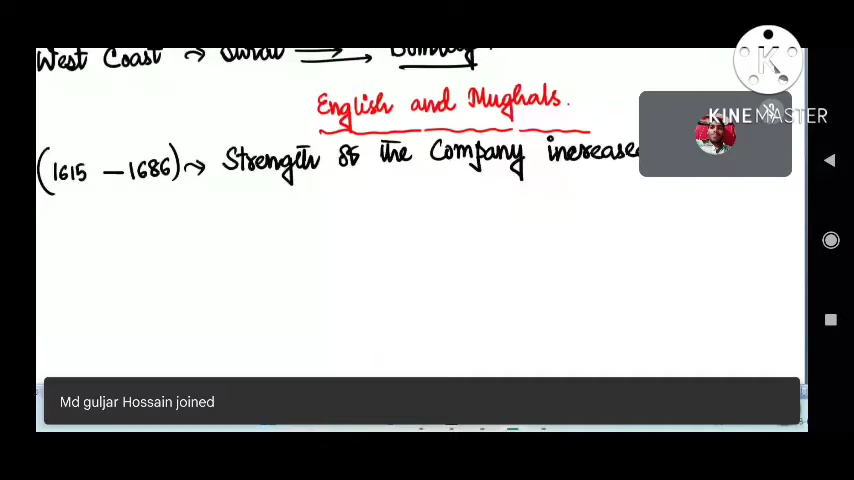 West Coast → Surat → Bombay.
English and Mughals.
KINEMASTER
(1615 – 1686) → Strength of the Company increased
Md guljar Hossain joined